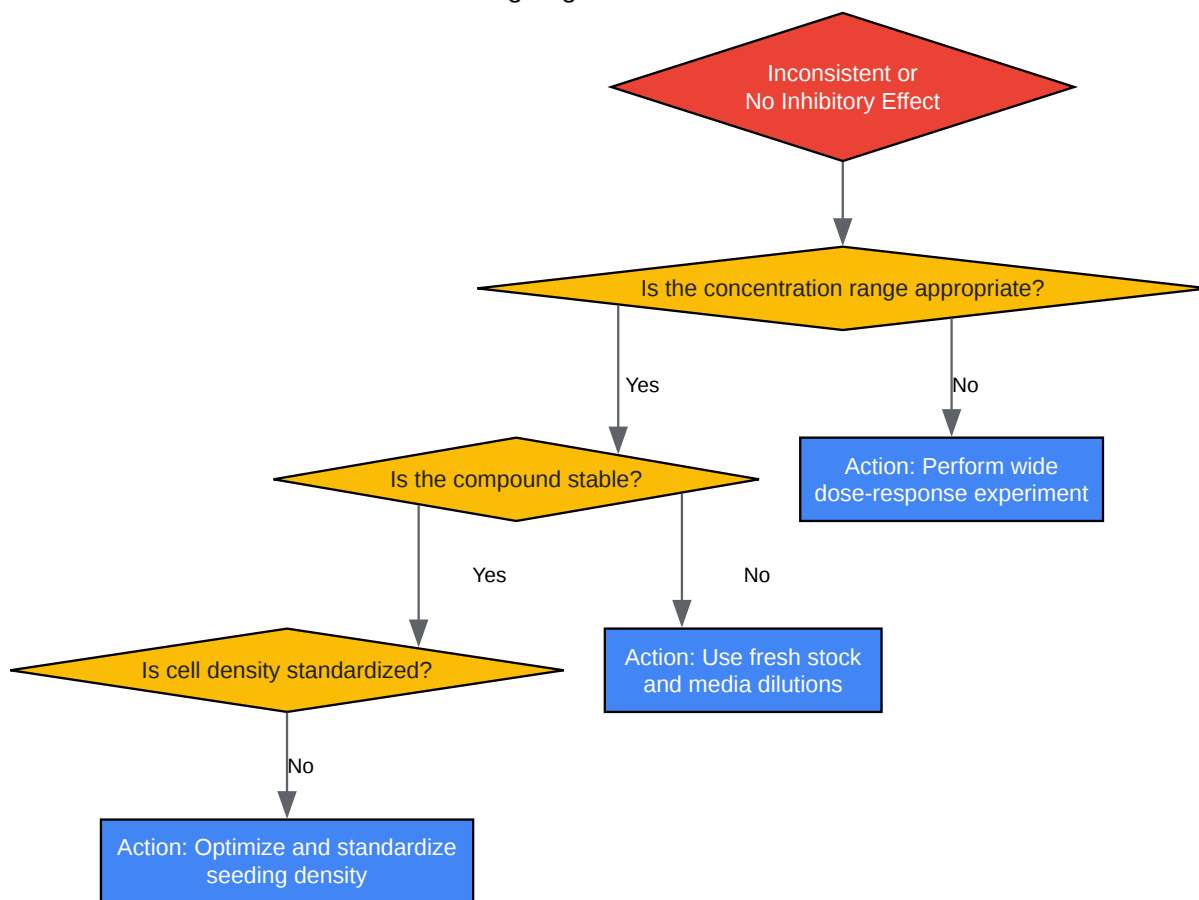 Inconsistent or
No Inhibitory Effect
Is the concentration range appropriate?
Yes
No
Is the compound stable?
Action: Perform wide
dose-response experiment
Yes
No
Is cell density standardized?
Action: Use fresh stock
and media dilutions
No
Action: Optimize and standardize
seeding density